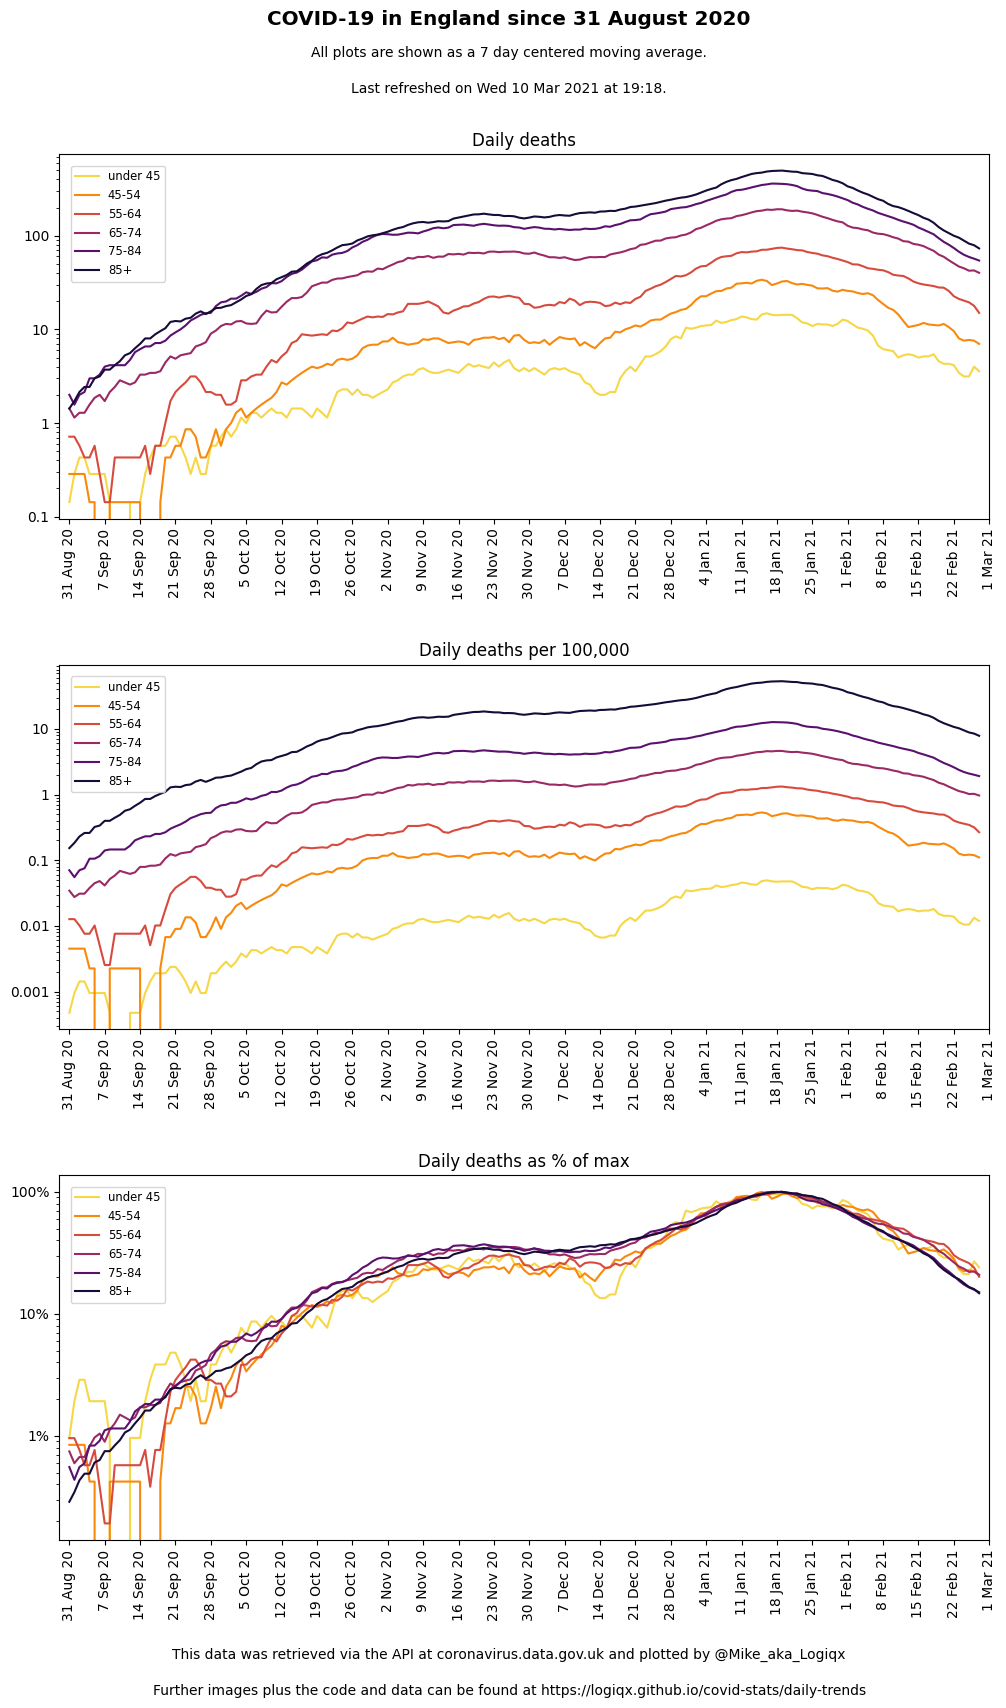 COVID-19 in England since 31 August 2020
All plots are shown as a 7 day centered moving average.
Last refreshed on Wed 10 Mar 2021 at 19:18.
Daily deaths
under 45
45-54
55-64
65-74
75-84
85+
100
10
1
0.1
31 Aug 20
7 Sep 20
14 Sep 20
21 Sep 20
28 Sep 20
5 Oct 20
12 Oct 20
19 Oct 20
26 Oct 20
2 Nov 20
9 Nov 20
16 Nov 20
23 Nov 20
30 Nov 20
7 Dec 20
14 Dec 20
21 Dec 20
28 Dec 20
4 Jan 21
11 Jan 21
18 Jan 21
25 Jan 21
1 Feb 21
8 Feb 21
15 Feb 21
22 Feb 21
1 Mar 21
Daily deaths per 100,000
under 45
45-54
55-64
65-74
75-84
85+
10
1
0.1
0.01
0.001
31 Aug 20
7 Sep 20
14 Sep 20
21 Sep 20
28 Sep 20
5 Oct 20
12 Oct 20
19 Oct 20
26 Oct 20
2 Nov 20
9 Nov 20
16 Nov 20
23 Nov 20
30 Nov 20
7 Dec 20
14 Dec 20
21 Dec 20
28 Dec 20
4 Jan 21
11 Jan 21
18 Jan 21
25 Jan 21
1 Feb 21
8 Feb 21
15 Feb 21
22 Feb 21
1 Mar 21
Daily deaths as % of max
under 45
45-54
55-64
65-74
75-84
85+
100%
10%
1%
31 Aug 20
7 Sep 20
14 Sep 20
21 Sep 20
28 Sep 20
5 Oct 20
12 Oct 20
19 Oct 20
26 Oct 20
2 Nov 20
9 Nov 20
16 Nov 20
23 Nov 20
30 Nov 20
7 Dec 20
14 Dec 20
21 Dec 20
28 Dec 20
4 Jan 21
11 Jan 21
18 Jan 21
25 Jan 21
1 Feb 21
8 Feb 21
15 Feb 21
22 Feb 21
1 Mar 21
This data was retrieved via the API at coronavirus.data.gov.uk and plotted by @Mike_aka_Logiqx
Further images plus the code and data can be found at https://logiqx.github.io/covid-stats/daily-trends